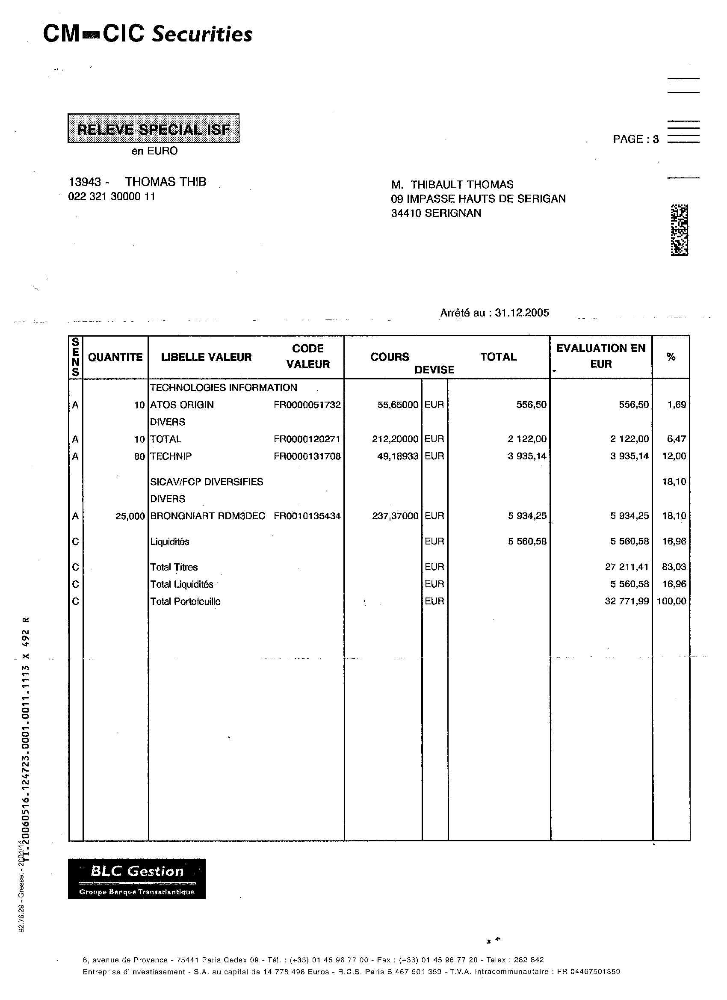 CM-CIC Securities
RELEVE SPECIAL ISF
en EURO
PAGE : 3
13943 - THOMAS THIB
022 321 30000 11
M. THIBAULT THOMAS
09 IMPASSE HAUTS DE SERIGAN
34410 SERIGNAN
Arrêté au : 31.12.2005
SENS QUANTITE LIBELLE VALEUR CODE VALEUR COURS DEVISE TOTAL EVALUATION EN EUR %
TECHNOLOGIES INFORMATION
A 10 ATOS ORIGIN FR0000051732 55,65000 EUR 556,50 556,50 1,69
DIVERS
A 10 TOTAL FR0000120271 212,20000 EUR 2 122,00 2 122,00 6,47
A 80 TECHNIP FR0000131708 49,18933 EUR 3 935,14 3 935,14 12,00
SICAV/FCP DIVERSIFIES 18,10
DIVERS
A 25,000 BRONGNIART RDM3DEC FR0010135434 237,37000 EUR 5 934,25 5 934,25 18,10
C Liquidités EUR 5 560,58 5 560,58 16,96
C Total Titres EUR 27 211,41 83,03
C Total Liquidités EUR 5 560,58 16,96
C Total Portefeuille EUR 32 771,99 100,00
TI.20060516.124723.0001.0011.1113 X 492 R
92.76.29 - Gresset - 2004/44
BLC Gestion
Groupe Banque Transatlantique
6, avenue de Provence - 75441 Paris Cedex 09 - Tél. : (+33) 01 45 96 77 00 - Fax : (+33) 01 45 96 77 20 - Telex : 282 842
Entreprise d'Investissement - S.A. au capital de 14 778 498 Euros - R.C.S. Paris B 467 501 359 - T.V.A. Intracommunautaire : FR 04467501359